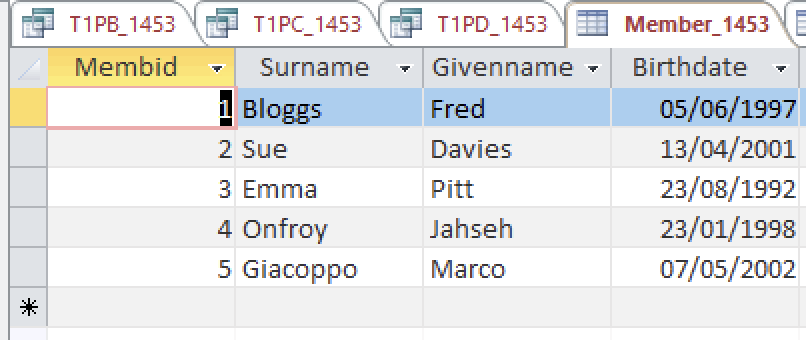 T1PB_1453 T1PC_1453 T1PD_1453 Member_1453
Membid Surname Givenname Birthdate
1 Bloggs Fred 05/06/1997
2 Sue Davies 13/04/2001
3 Emma Pitt 23/08/1992
4 Onfroy Jahseh 23/01/1998
5 Giacoppo Marco 07/05/2002